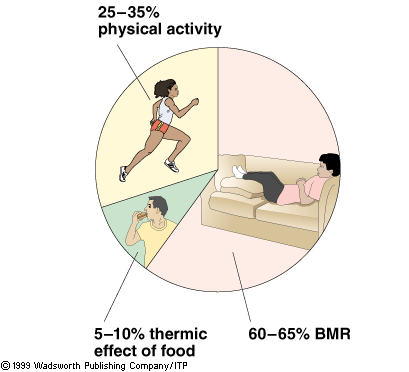 25–35%
physical activity
5–10% thermic
effect of food
60–65% BMR
© 1999 Wadsworth Publishing Company/ITP